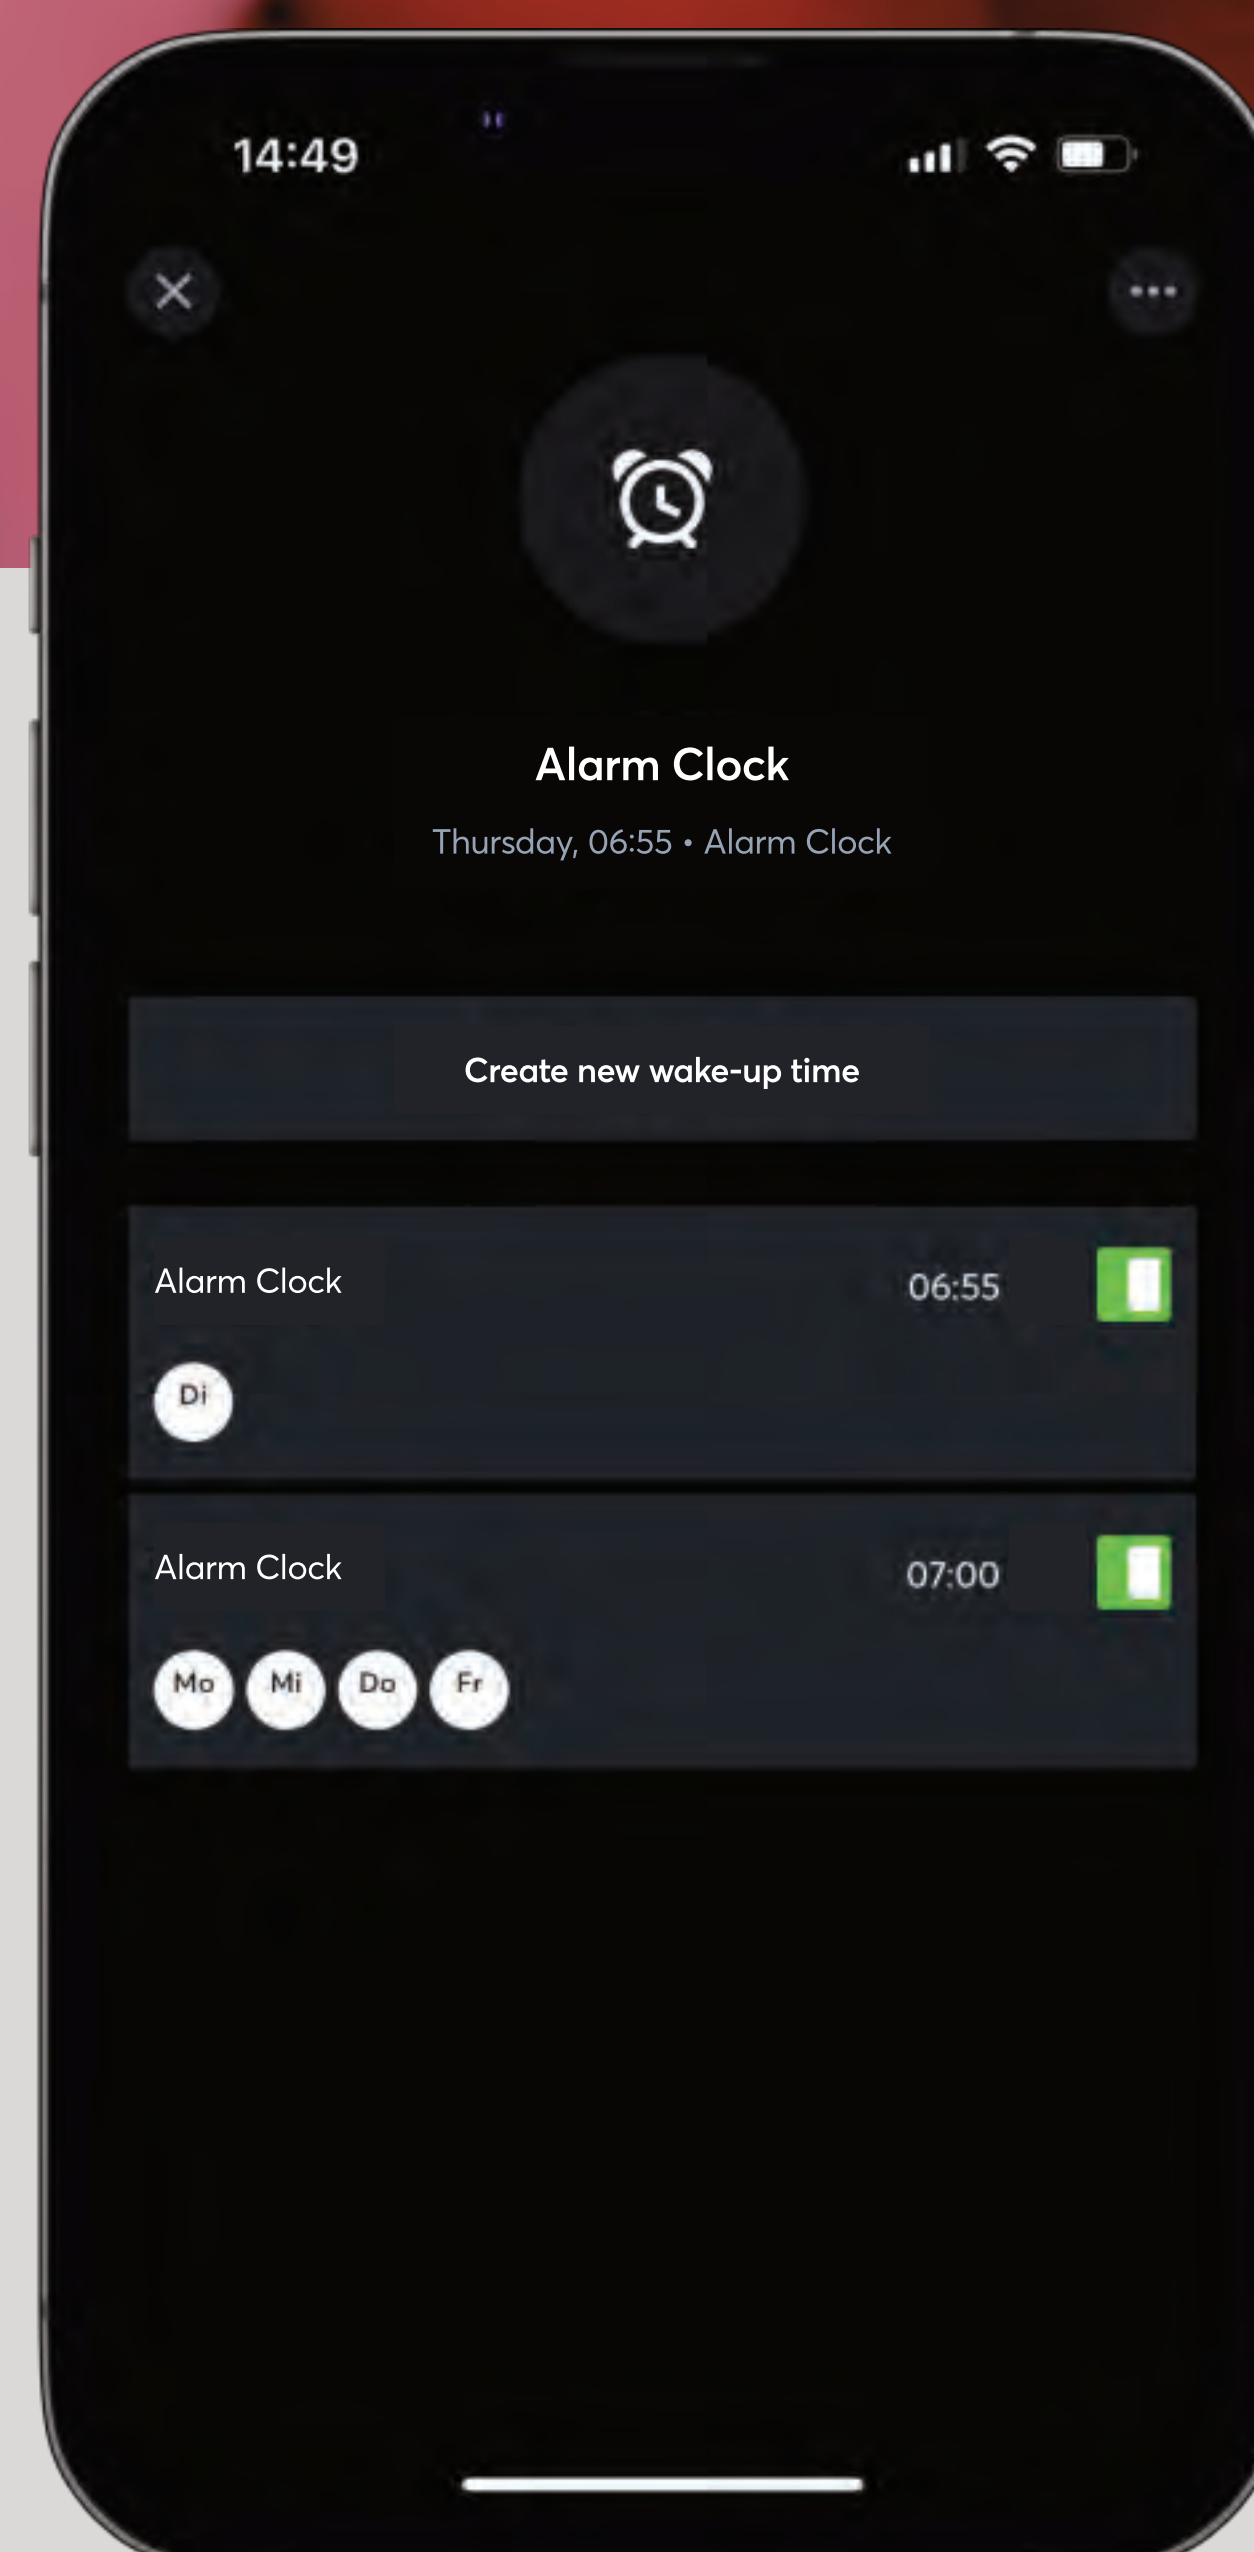 14:49
Alarm Clock
Thursday, 06:55 • Alarm Clock
Create new wake-up time
Alarm Clock
06:55
Di
Alarm Clock
07:00
Mo Mi Do Fr